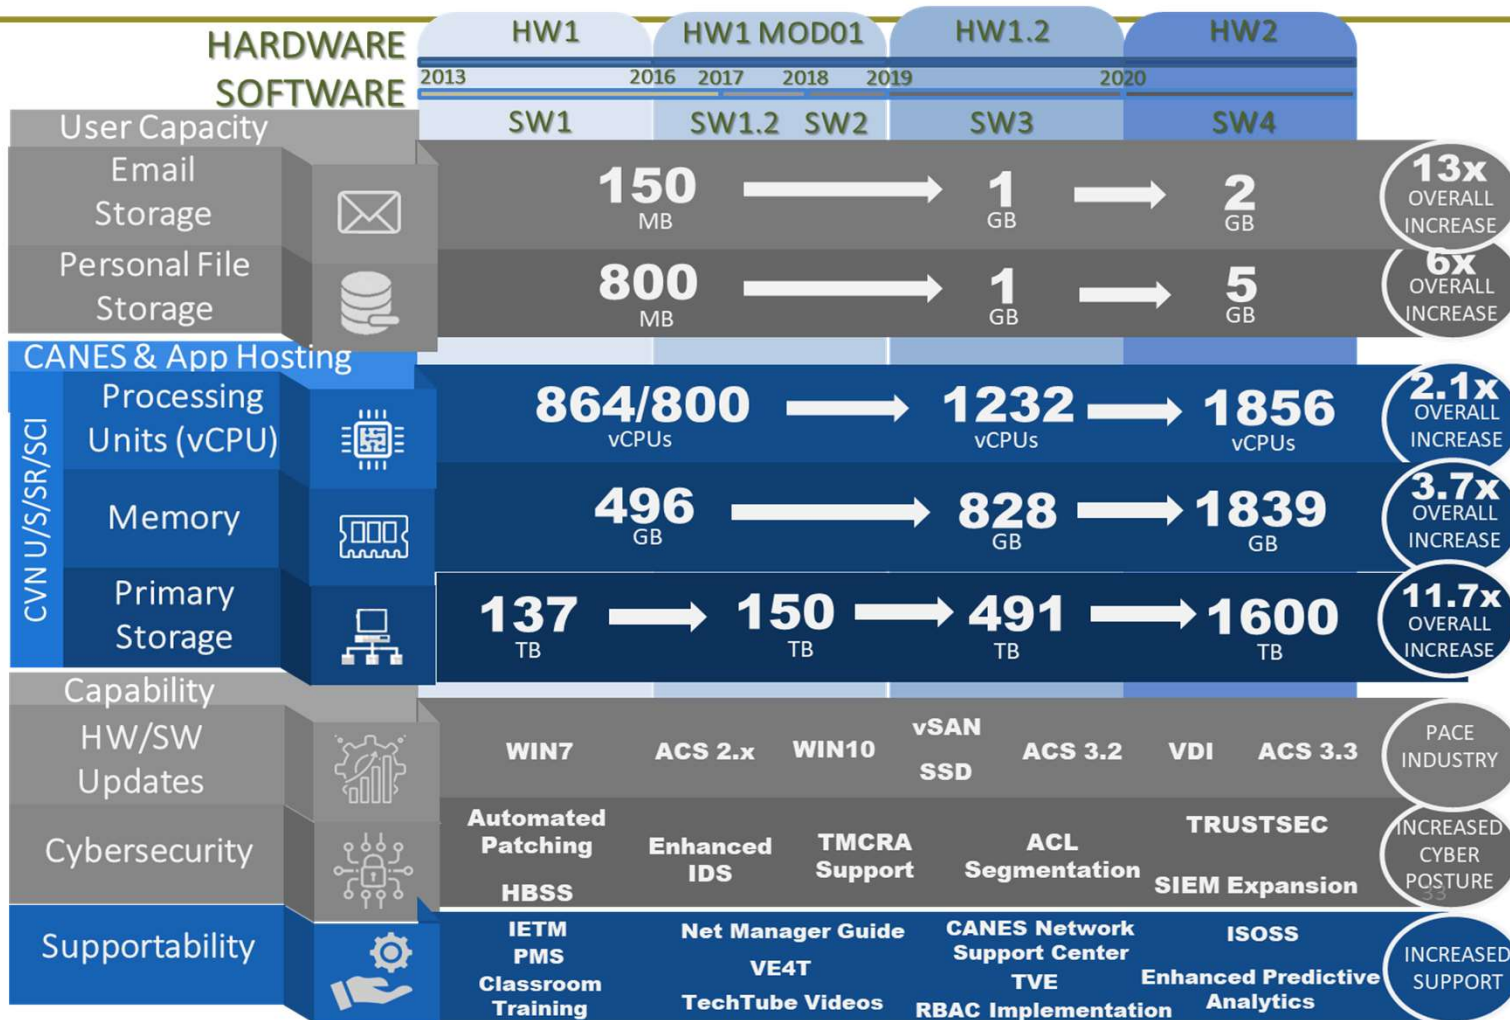 HARDWARE
HW1 HW1 MOD01 HW1.2 HW2
2013 2016 2017 2018 2019 2020
SOFTWARE
SW1 SW1.2 SW2 SW3 SW4
User Capacity
Email
Storage
150
MB
1
GB
2
GB
13x
OVERALL
INCREASE
Personal File
Storage
800
MB
1
GB
5
GB
6x
OVERALL
INCREASE
CANES & App Hosting
CVN U/S/SR/SCI
Processing
Units (vCPU)
864/800
vCPUs
1232
vCPUs
1856
vCPUs
2.1x
OVERALL
INCREASE
Memory
496
GB
828
GB
1839
GB
3.7x
OVERALL
INCREASE
Primary
Storage
137
TB
150
TB
491
TB
1600
TB
11.7x
OVERALL
INCREASE
Capability
HW/SW
Updates
WIN7
ACS 2.x
WIN10
vSAN
SSD
ACS 3.2
VDI
ACS 3.3
PACE
INDUSTRY
Cybersecurity
Automated
Patching
HBSS
Enhanced
IDS
TMCRA
Support
ACL
Segmentation
TRUSTSEC
SIEM Expansion
INCREASED
CYBER
POSTURE
33
Supportability
IETM
PMS
Classroom
Training
Net Manager Guide
VE4T
TechTube Videos
CANES Network
Support Center
TVE
RBAC Implementation
ISOSS
Enhanced Predictive
Analytics
INCREASED
SUPPORT